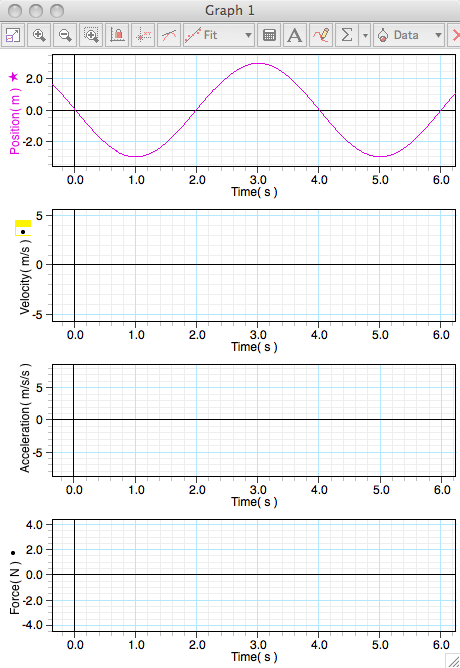 Graph 1
Fit
A
Σ
Data
Position( m ) ★
2.0
0.0
-2.0
0.0 1.0 2.0 3.0 4.0 5.0 6.0
Time( s )
Velocity( m/s )
5
0
-5
0.0 1.0 2.0 3.0 4.0 5.0 6.0
Time( s )
Acceleration( m/s/s )
5
0
-5
0.0 1.0 2.0 3.0 4.0 5.0 6.0
Time( s )
Force( N )
4.0
2.0
0.0
-2.0
-4.0
0.0 1.0 2.0 3.0 4.0 5.0 6.0
Time( s )